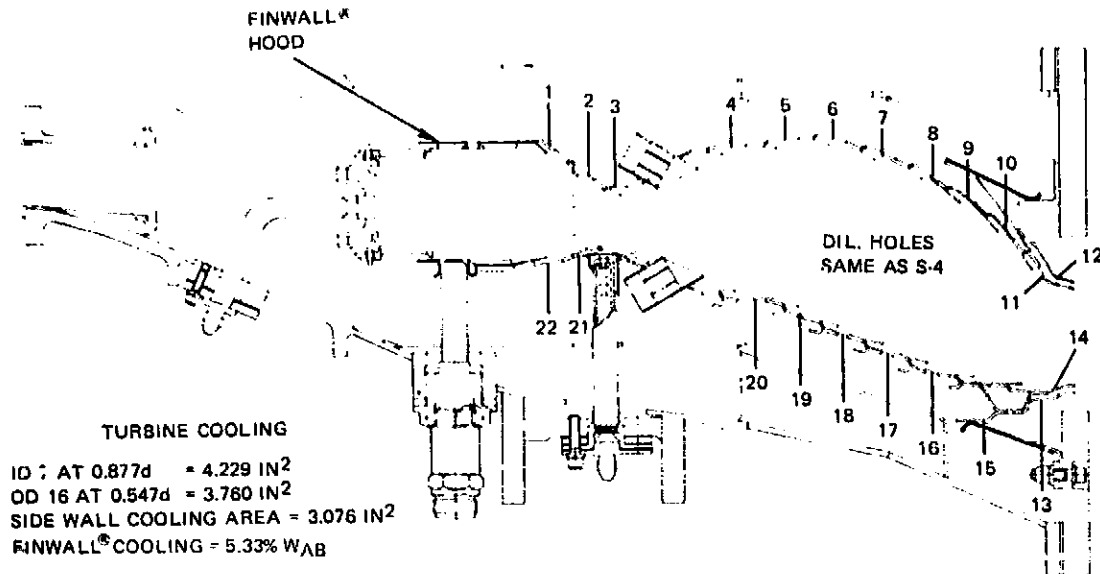 FINWALL*
HOOD
1
2
3
4
5
6
7
8
9
10
DIL. HOLES
SAME AS S-4
11
12
22
21
20
19
18
17
16
15
14
13
TURBINE COOLING
AT 0.877d = 4.229 IN²
OD 16 AT 0.547d = 3.760 IN²
SIDE WALL COOLING AREA = 3.076 IN²
FINWALL® COOLING = 5.33% WAB